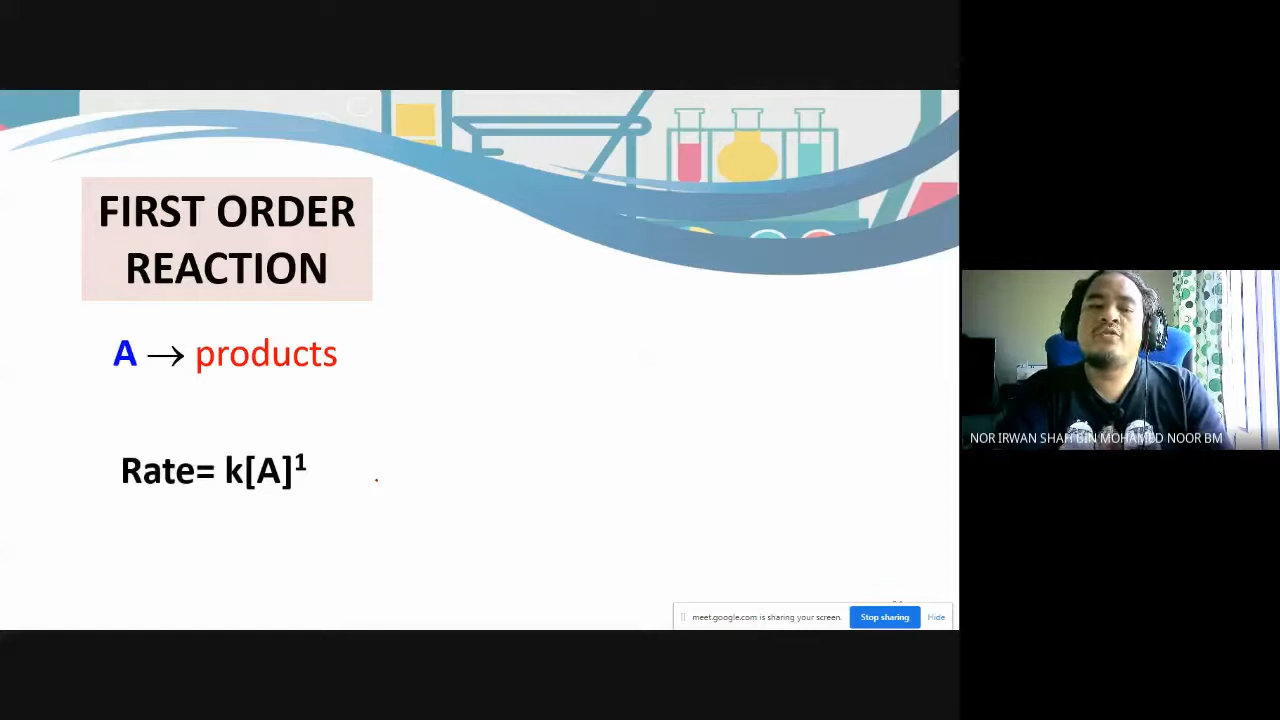 FIRST ORDER
REACTION
A → products
Rate= k[A]¹
NOR IRWAN SHAH BIN MOHAMED NOOR BM
meet.google.com is sharing your screen.
Stop sharing
Hide